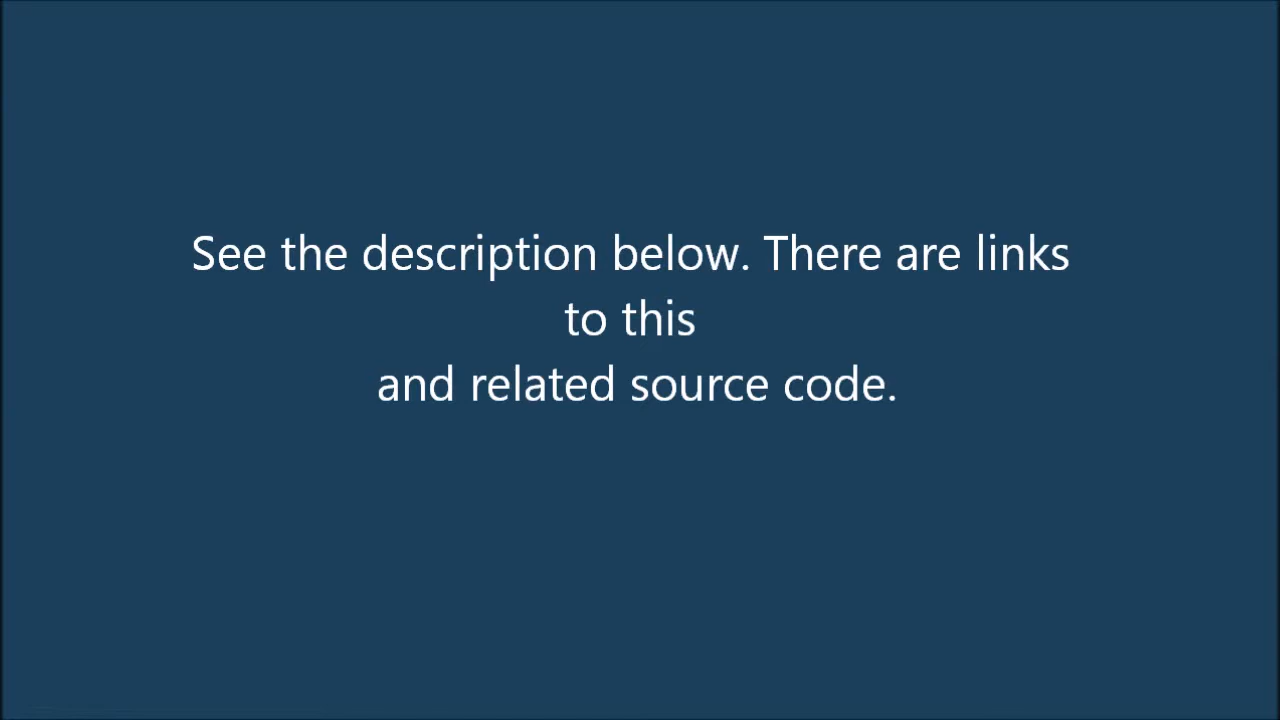 See the description below. There are links
to this
and related source code.